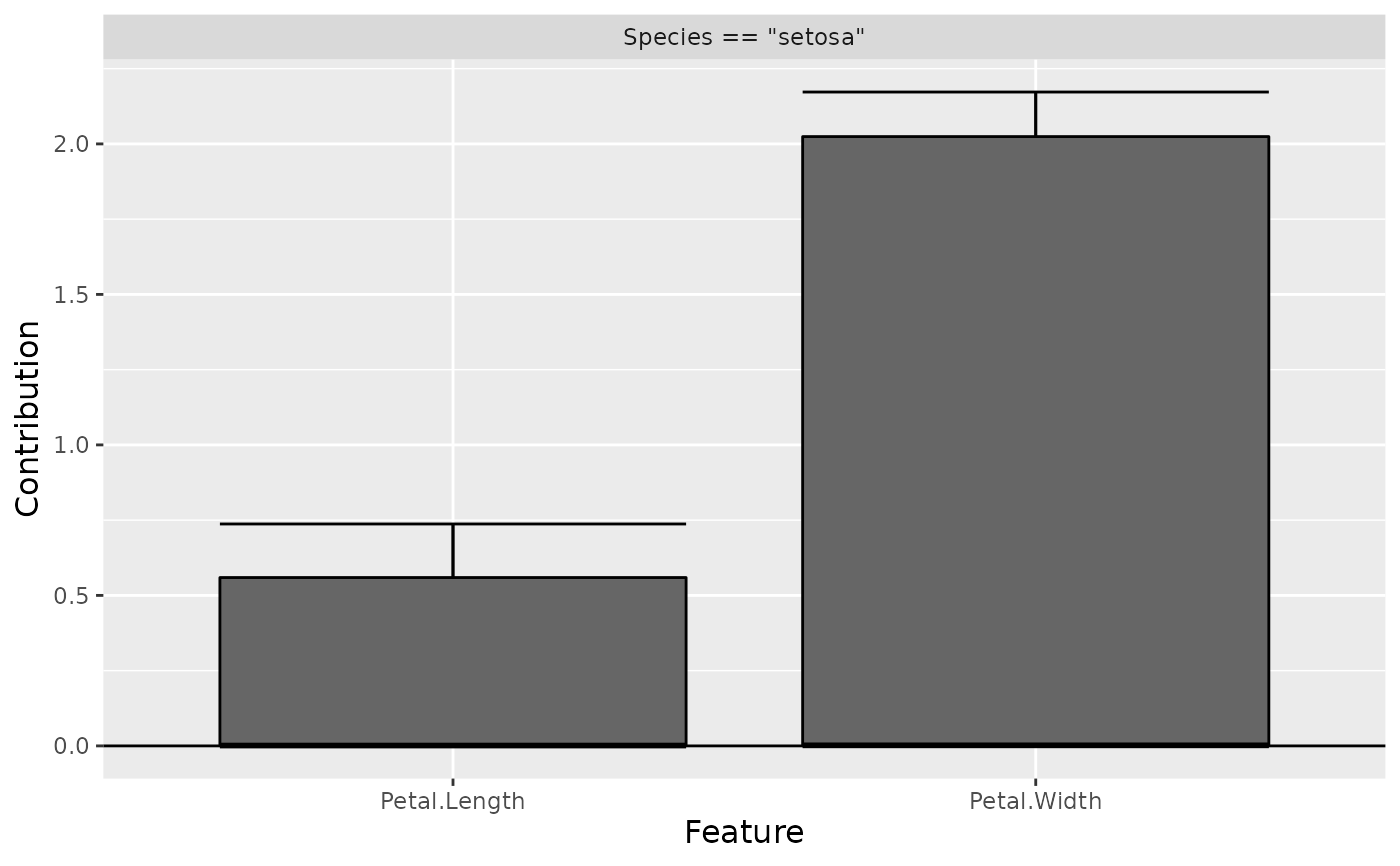 Species == "setosa"
2.0
1.5
1.0
0.5
0.0
Contribution
Petal.Length
Petal.Width
Feature